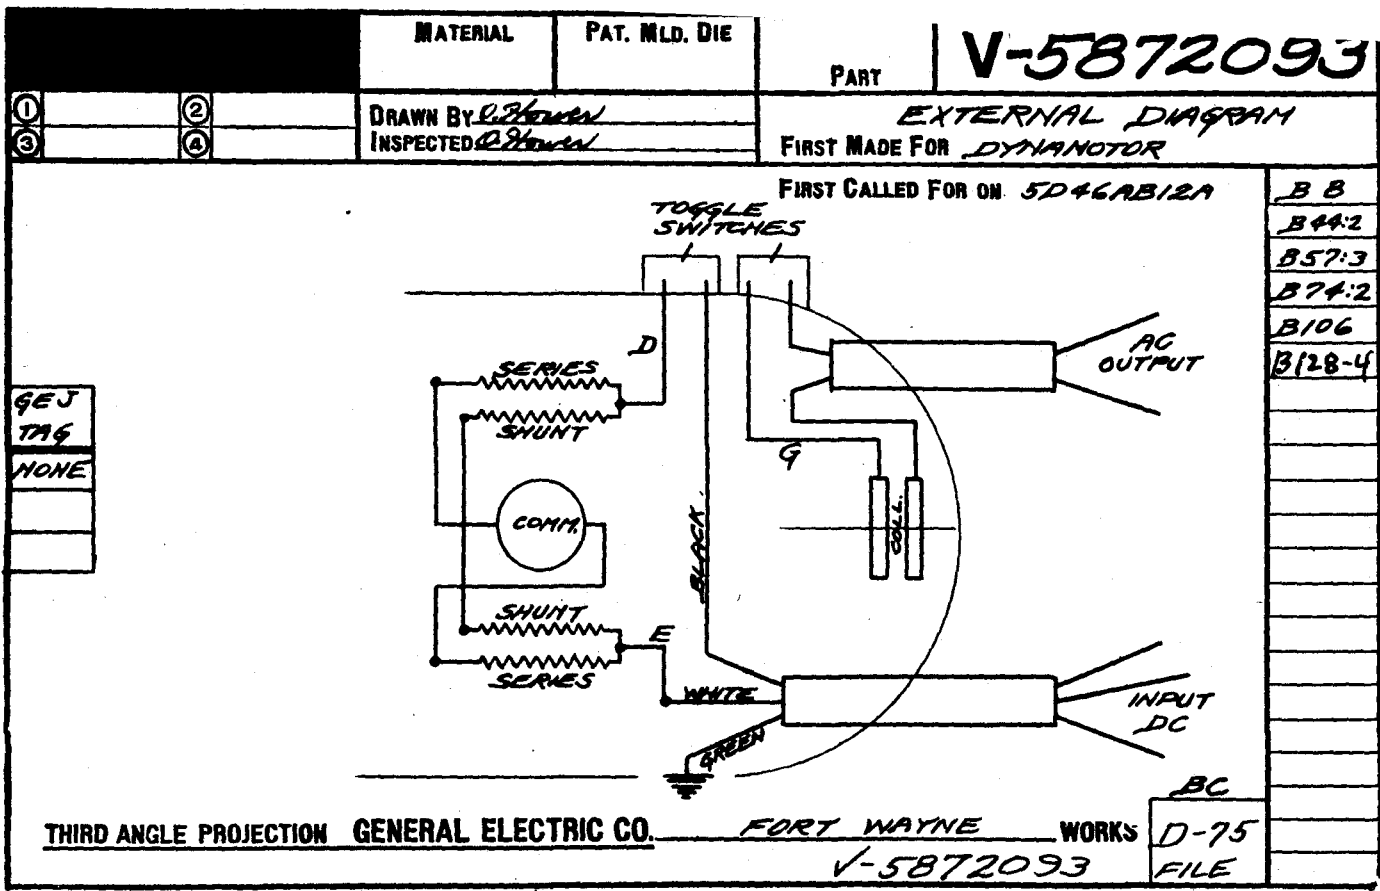 MATERIAL
PAT. MLD. DIE
PART
V-5872093
1
2
3
4
DRAWN BY
INSPECTED
EXTERNAL DIAGRAM
FIRST MADE FOR DYNAMOTOR
FIRST CALLED FOR ON 5D46AB12A
B 8
B44:2
B57:3
B74:2
B106
B128-4
TOGGLE
SWITCHES
D
SERIES
SHUNT
AC
OUTPUT
G
GEJ
TAG
NONE
COMM.
BLACK.
COLL.
SHUNT
SERIES
E
WHITE
GREEN
INPUT
DC
BC
D-75
FILE
THIRD ANGLE PROJECTION GENERAL ELECTRIC CO. FORT WAYNE WORKS
V-5872093